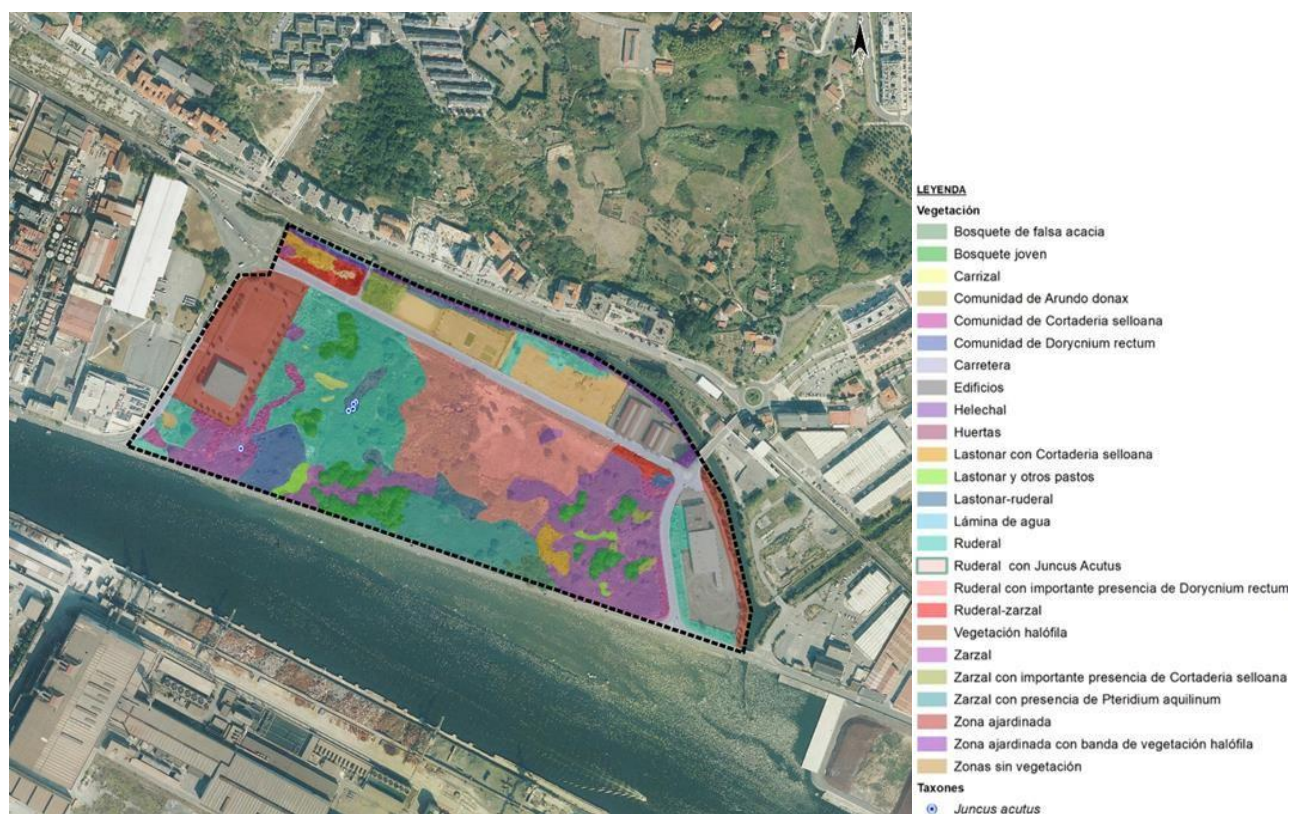 LEYENDA
Vegetación
Bosquete de falsa acacia
Bosquete joven
Carrizal
Comunidad de Arundo donax
Comunidad de Cortaderia selloana
Comunidad de Dorycnium rectum
Carretera
Edificios
Helechal
Huertas
Lastonar con Cortaderia selloana
Lastonar y otros pastos
Lastonar-ruderal
Lámina de agua
Ruderal
Ruderal con Juncus Acutus
Ruderal con importante presencia de Dorycnium rectum
Ruderal-zarzal
Vegetación halófila
Zarzal
Zarzal con importante presencia de Cortaderia selloana
Zarzal con presencia de Pteridium aquilinum
Zona ajardinada
Zona ajardinada con banda de vegetación halófila
Zonas sin vegetación
Taxones
Juncus acutus